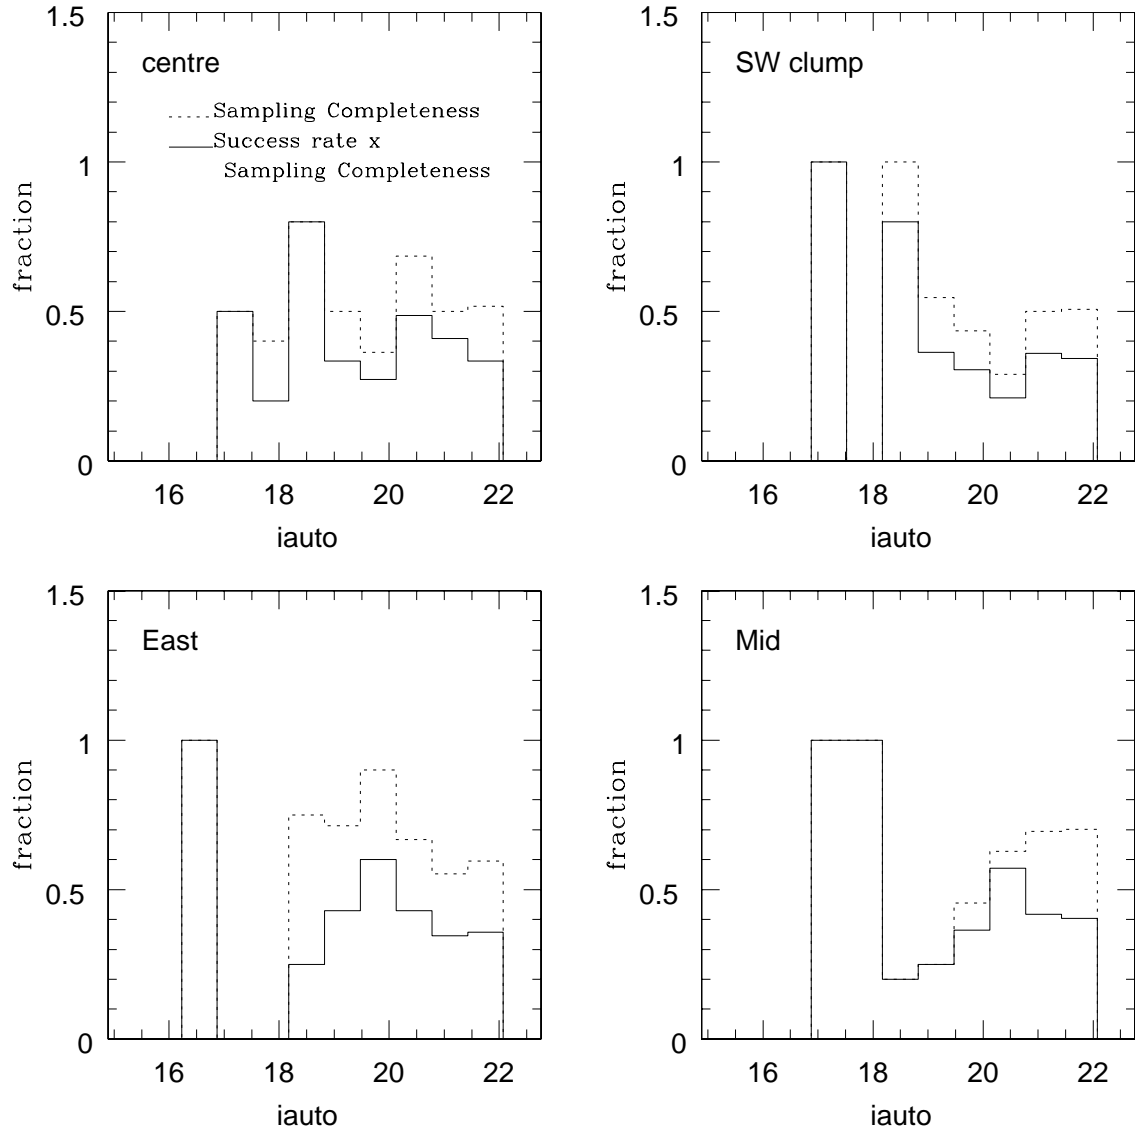 centre
Sampling Completeness
Success rate x
Sampling Completeness
fraction
1.5
1
0.5
0
16 18 20 22
iauto
SW clump
fraction
1.5
1
0.5
0
16 18 20 22
iauto
East
fraction
1.5
1
0.5
0
16 18 20 22
iauto
Mid
fraction
1.5
1
0.5
0
16 18 20 22
iauto